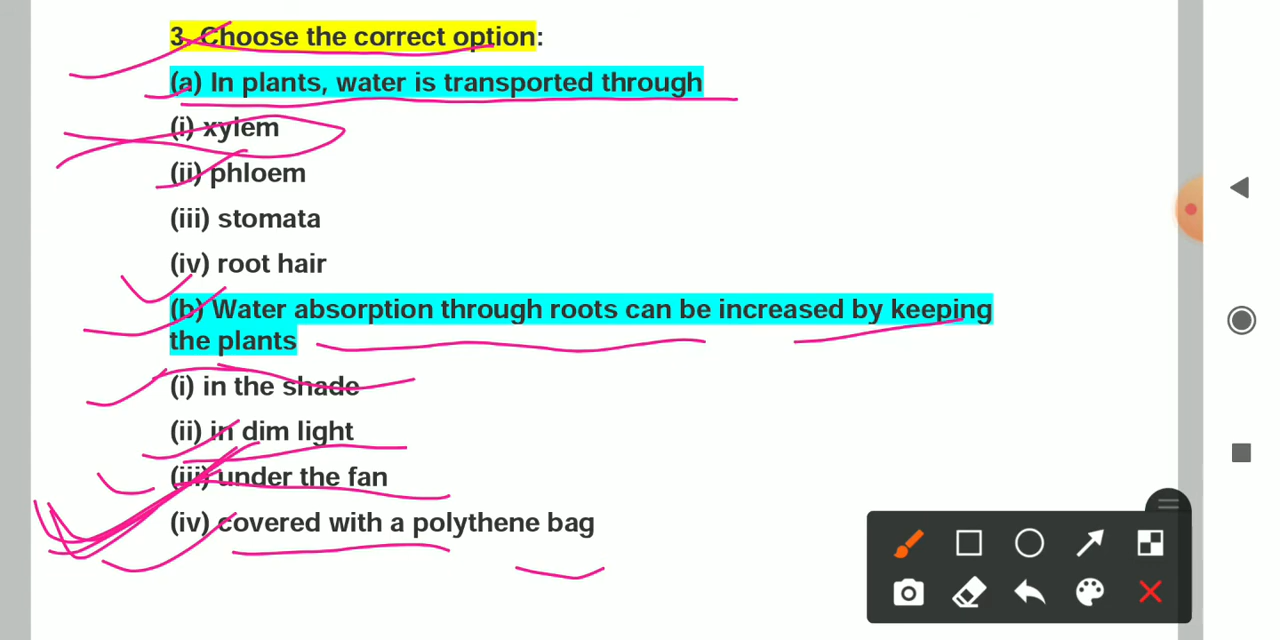 3. Choose the correct option:
(a) In plants, water is transported through
(i) xylem
(ii) phloem
(iii) stomata
(iv) root hair
(b) Water absorption through roots can be increased by keeping
the plants
(i) in the shade
(ii) in dim light
(iii) under the fan
(iv) covered with a polythene bag